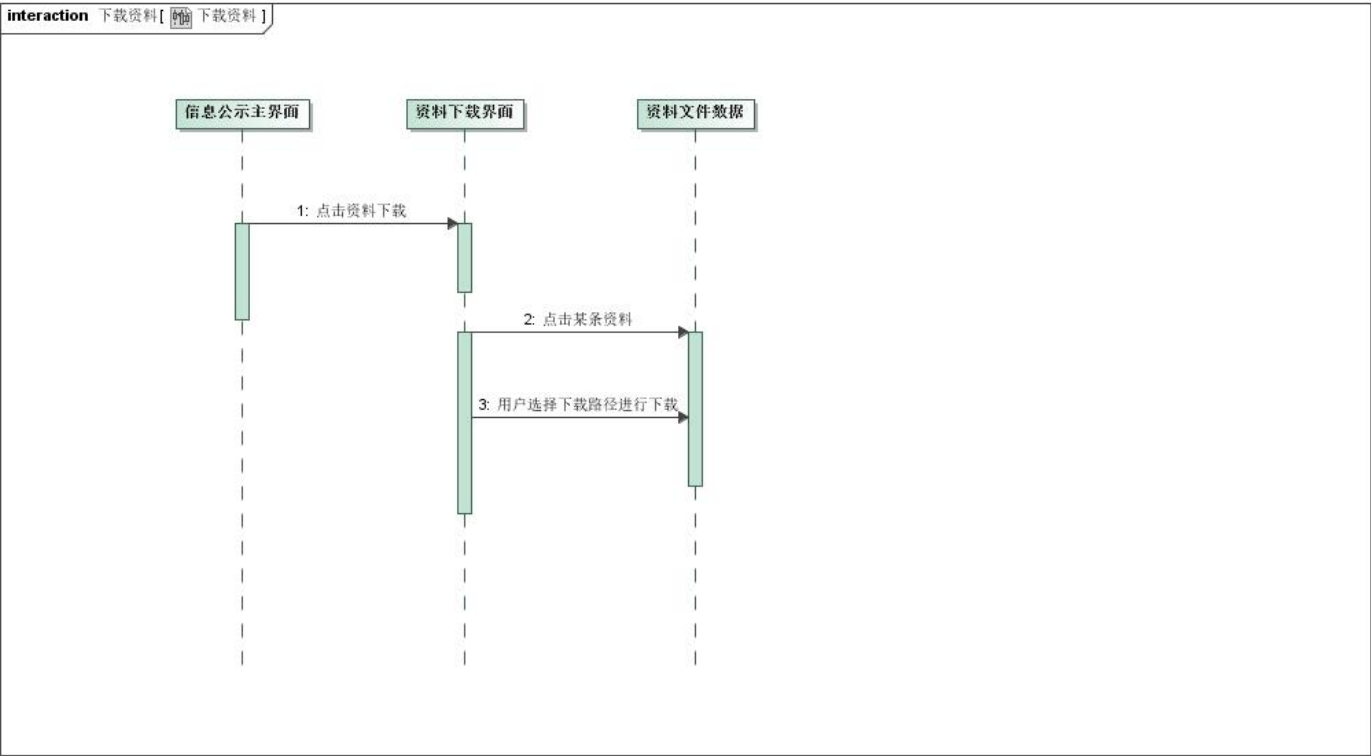 interaction 下载资料[ 下载资料 ]
信息公示主界面
资料下载界面
资料文件数据
1: 点击资料下载
2: 点击某条资料
3: 用户选择下载路径进行下载